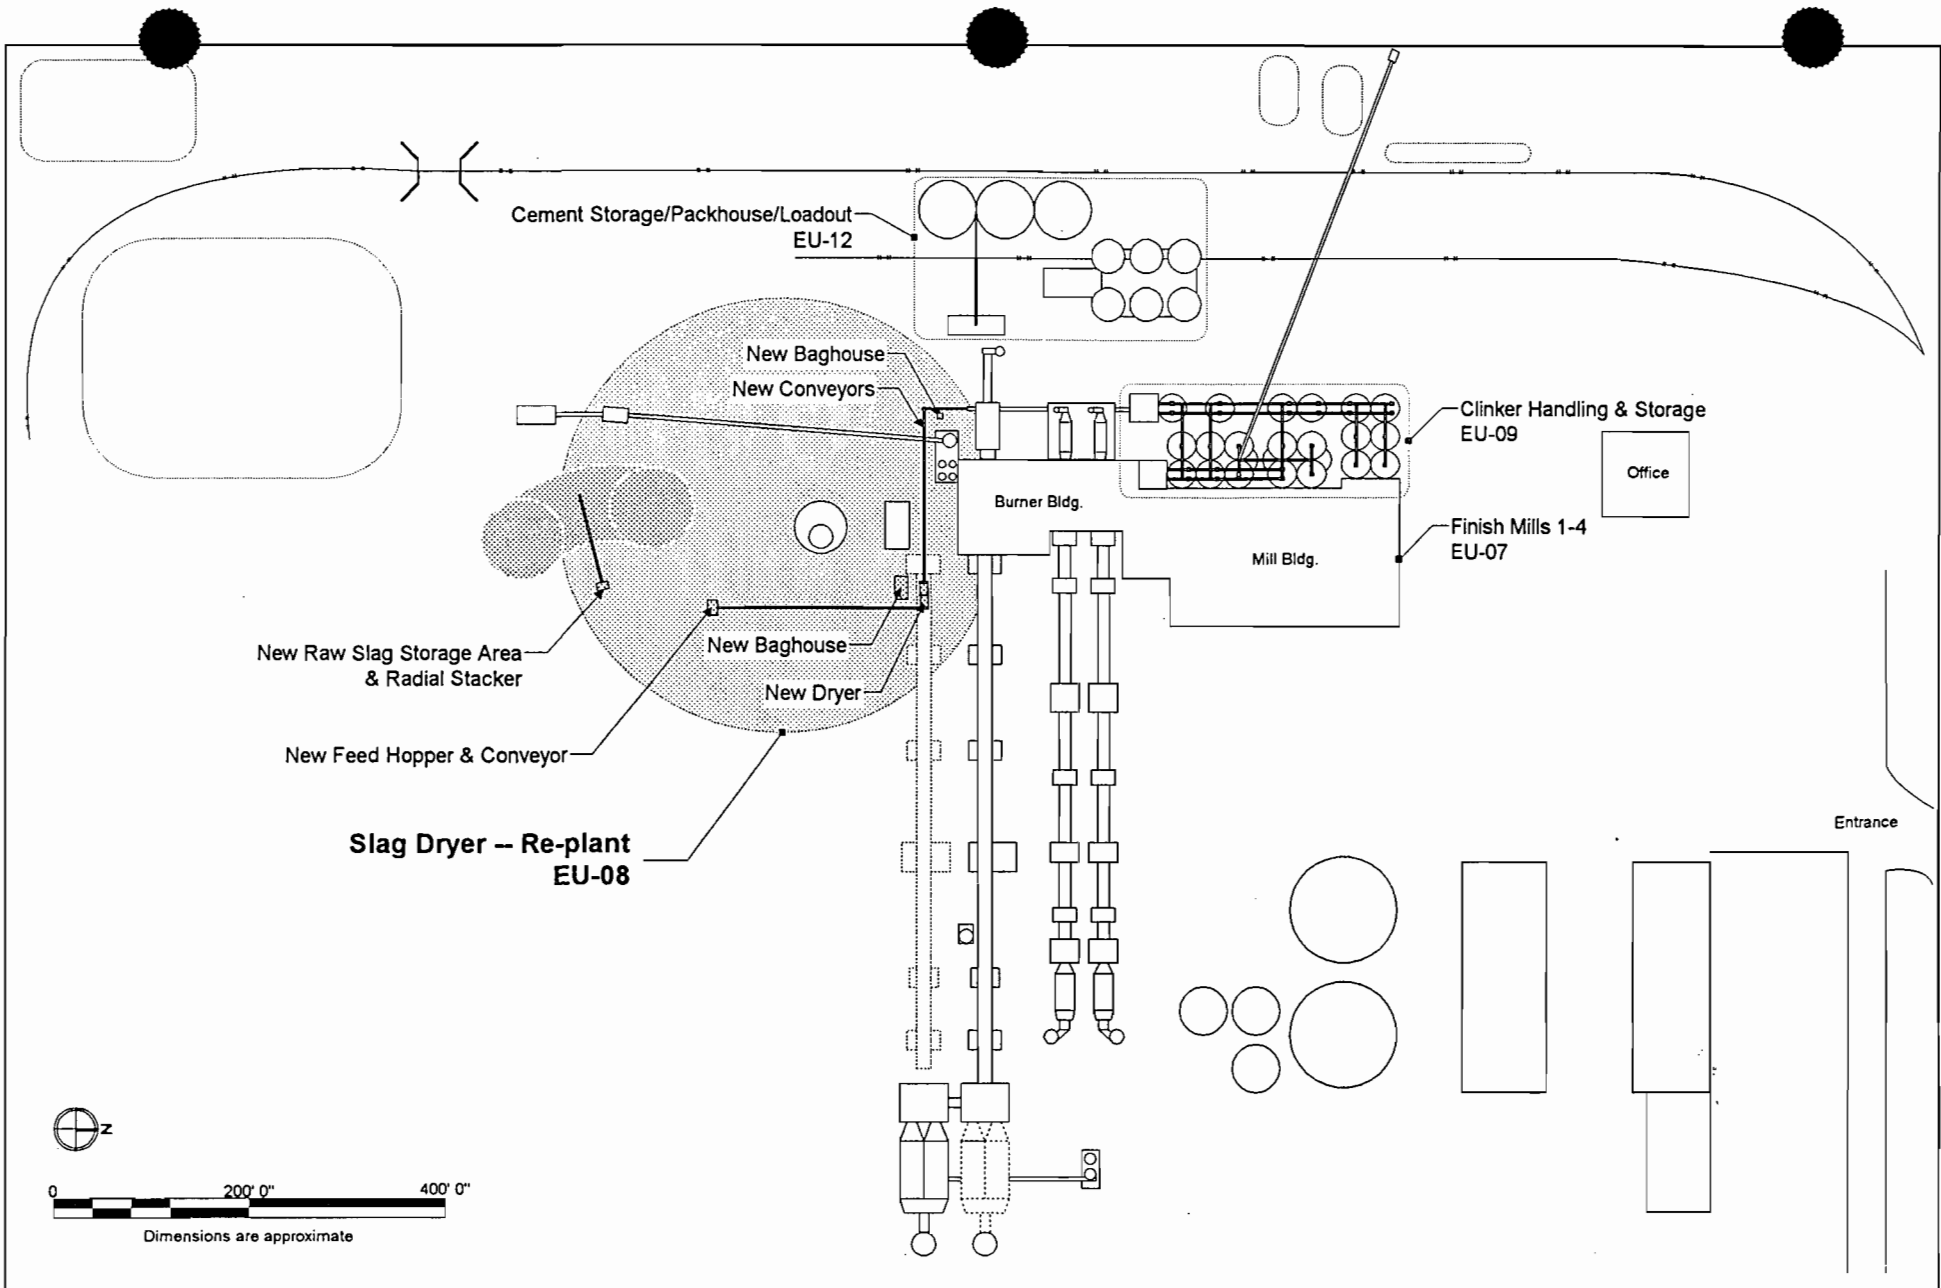 Cement Storage/Packhouse/Loadout
EU-12
New Baghouse
New Conveyors
Clinker Handling & Storage
EU-09
Office
Burner Bldg.
Finish Mills 1-4
EU-07
Mill Bldg.
New Baghouse
New Raw Slag Storage Area
& Radial Stacker
New Dryer
New Feed Hopper & Conveyor
Slag Dryer -- Re-plant
EU-08
Entrance
N
0 200' 0" 400' 0"
Dimensions are approximate